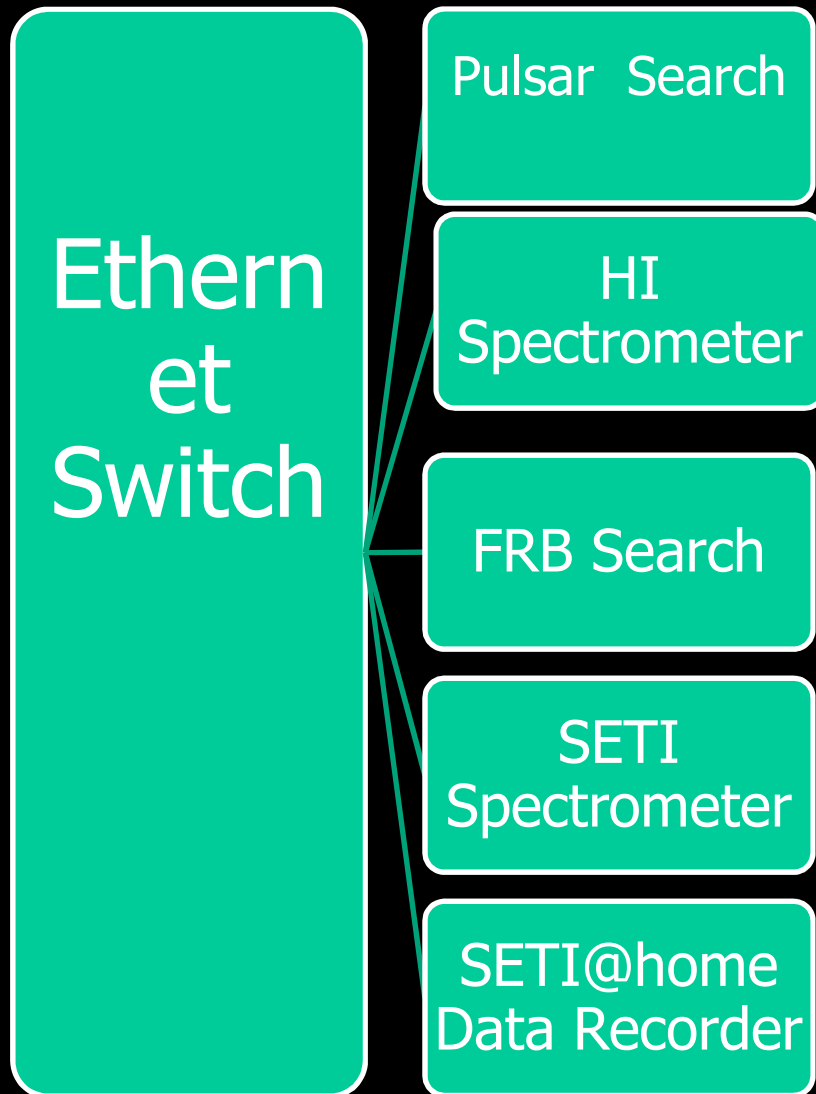 Ethern
et
Switch
Pulsar  Search
HI
Spectrometer
FRB Search
SETI
Spectrometer
SETI@home
Data Recorder